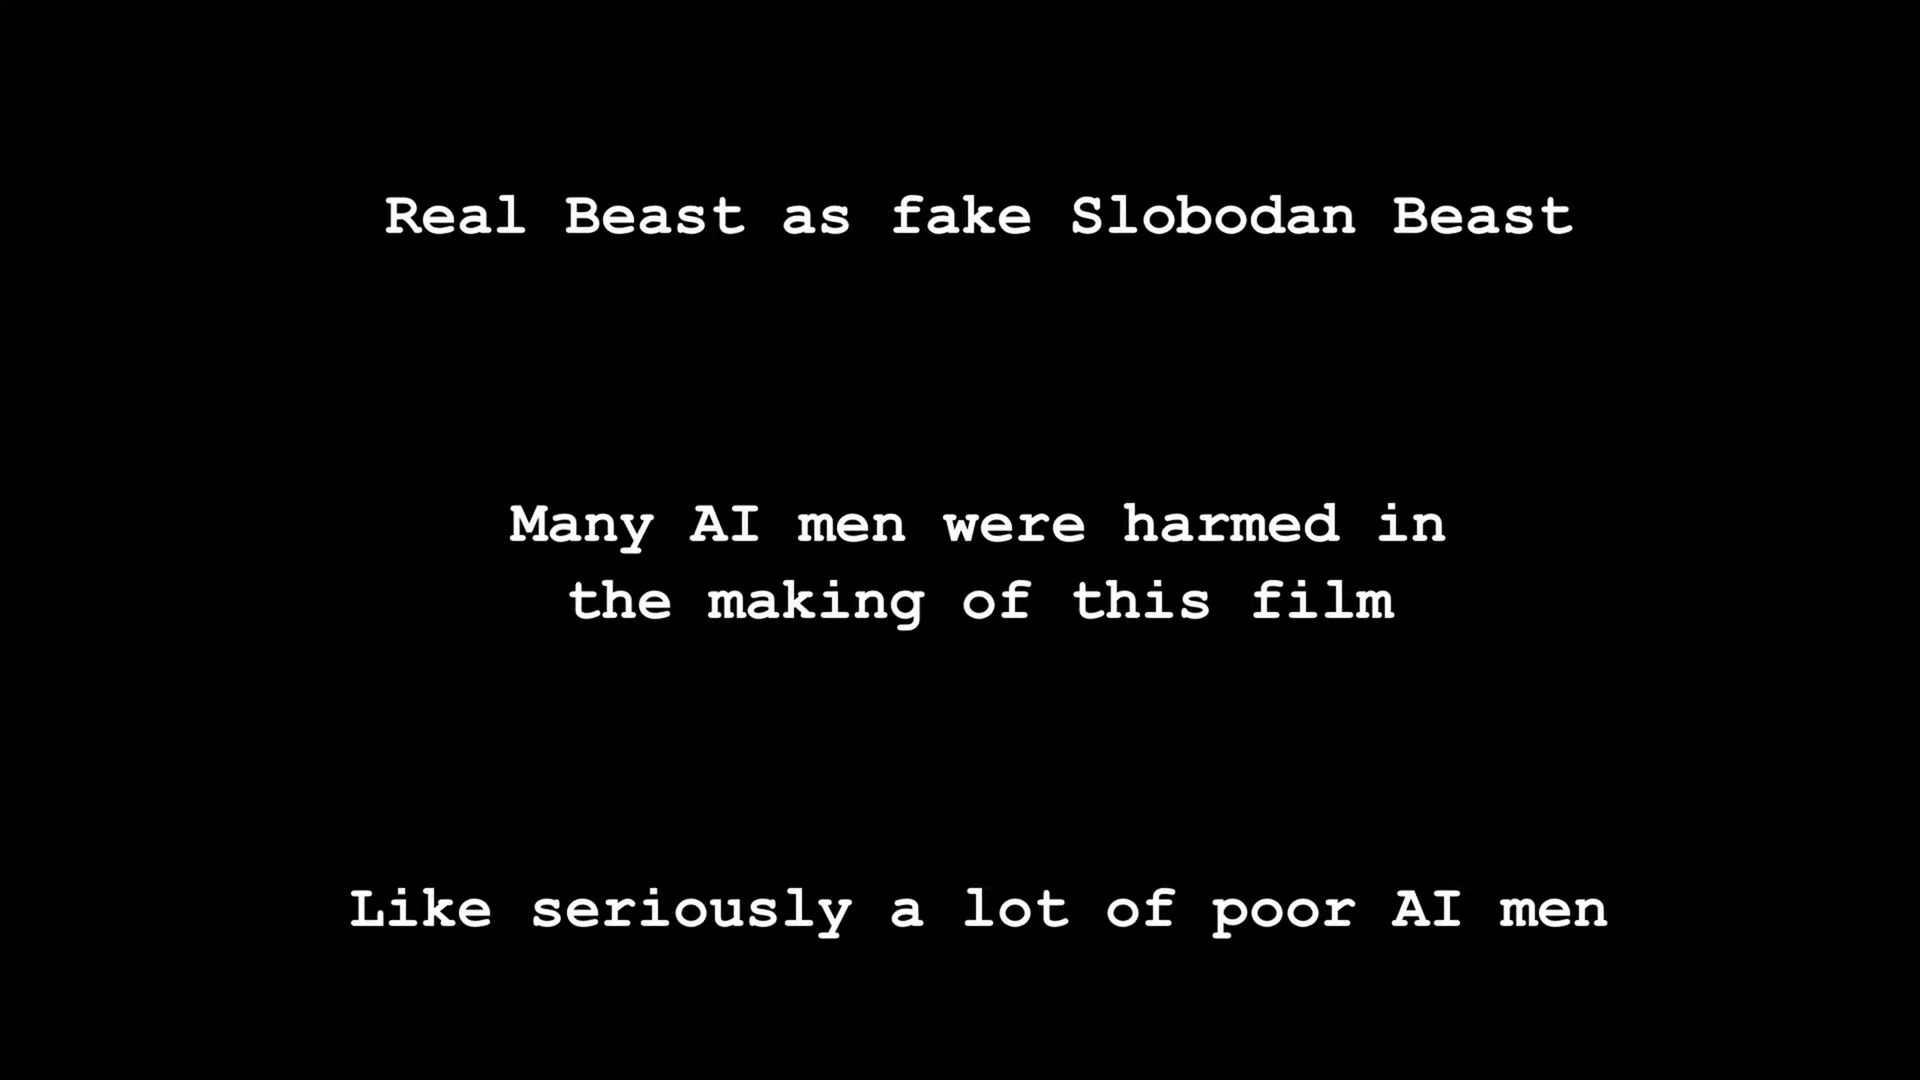 Real Beast as fake Slobodan Beast
Many AI men were harmed in
the making of this film
Like seriously a lot of poor AI men